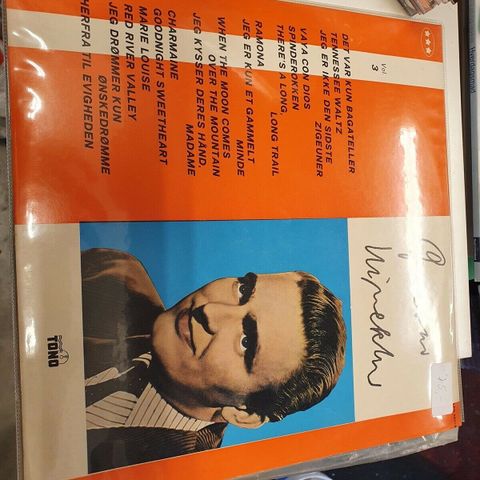 Vol
3
DET VAR KUN BAGATELLER
TENNESSEE WALTZ
JEG ER IKKE DEN SIDSTE
ZIGEUNER
VAYA CON DIOS
SPINDEROKKEN
THERE'S A LONG,
LONG TRAIL
RAMONA
JEG ER KUN ET GAMMELT
MINDE
WHEN THE MOON COMES
OVER THE MOUNTAIN
JEG KYSSER DERES HÅND,
MADAME
CHARMAINE
GOODNIGHT SWEETHEART
MARIE LOUISE
RED RIVER VALLEY
JEG DRØMMER KUN
ØNSKEDRØMME
HERFRA TIL EVIGHEDEN
TONO